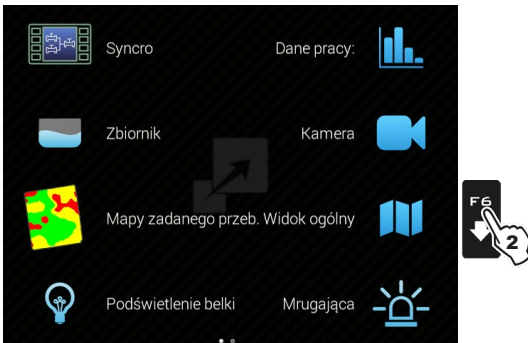 Syncro Dane pracy:
Zbiornik Kamera
F6
2
Mapy zadanego przeb. Widok ogólny
Podświetlenie belki Mrugająca